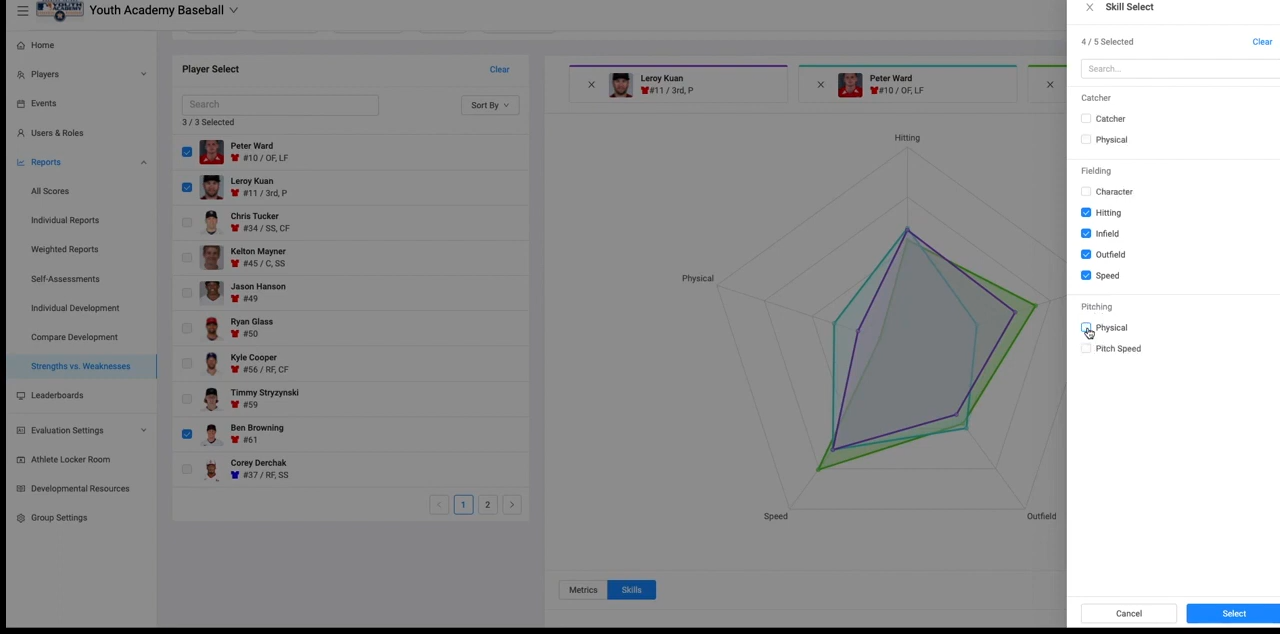 YOUTH
ACADEMY
Youth Academy Baseball
Home
Players
Events
Users & Roles
Reports
All Scores
Individual Reports
Weighted Reports
Self-Assessments
Individual Development
Compare Development
Strengths vs. Weaknesses
Leaderboards
Evaluation Settings
Athlete Locker Room
Developmental Resources
Group Settings
Player Select
Clear
Search
Sort By
3 / 3 Selected
Peter Ward
#10 / OF, LF
Leroy Kuan
#11 / 3rd, P
Chris Tucker
#34 / SS, CF
Kelton Mayner
#45 / C, SS
Jason Hanson
#49
Ryan Glass
#50
Kyle Cooper
#56 / RF, CF
Timmy Stryzynski
#59
Ben Browning
#61
Corey Derchak
#37 / RF, SS
1 2
Leroy Kuan
#11 / 3rd, P
Peter Ward
#10 / OF, LF
Hitting
Physical
Speed
Outfield
Metrics
Skills
Skill Select
4 / 5 Selected
Clear
Search...
Catcher
Catcher
Physical
Fielding
Character
Hitting
Infield
Outfield
Speed
Pitching
Physical
Pitch Speed
Cancel
Select